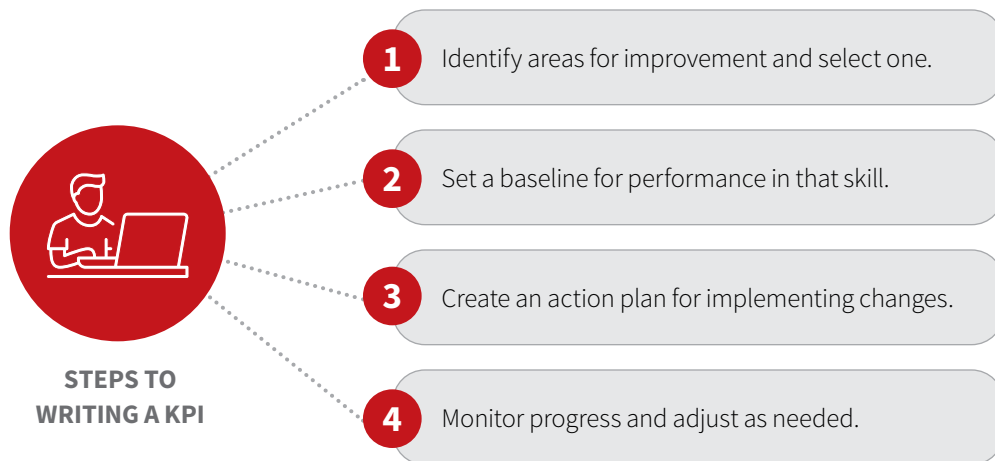 1 Identify areas for improvement and select one.
2 Set a baseline for performance in that skill.
3 Create an action plan for implementing changes.
4 Monitor progress and adjust as needed.
STEPS TO
WRITING A KPI